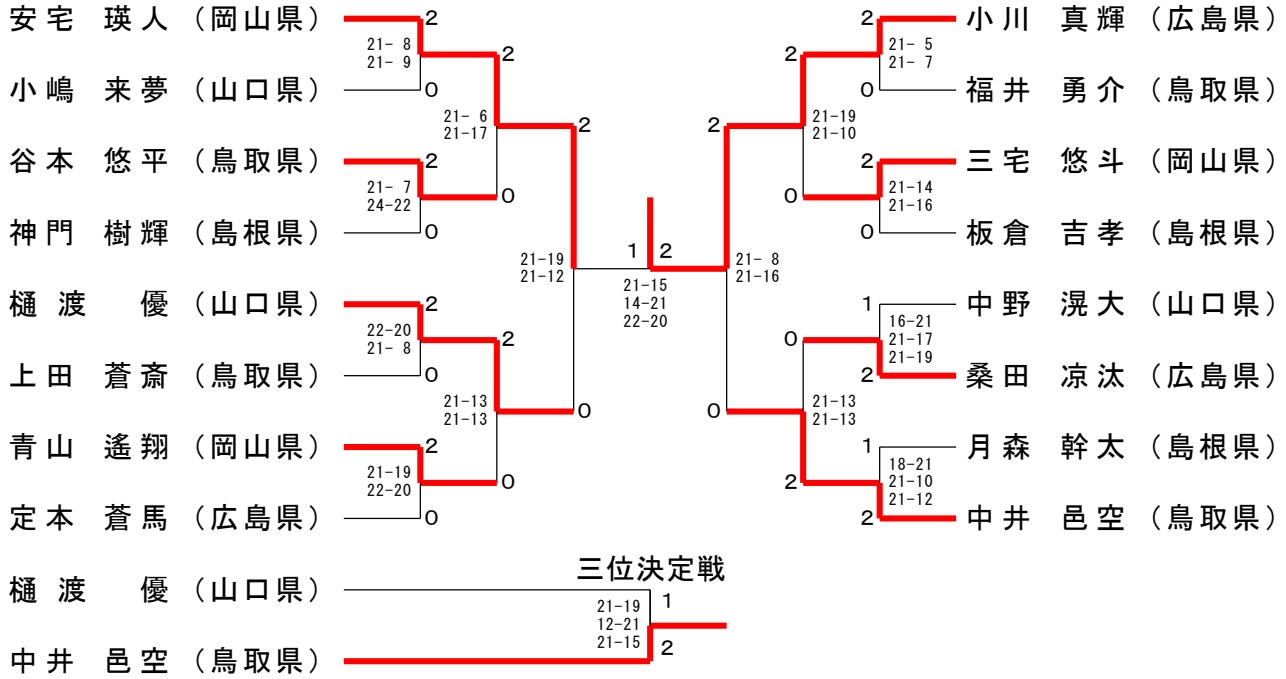 安宅 瑛人 (岡山県) 2 2 小川 真輝 (広島県)
21- 8 21- 5
21- 9 2 2 21- 7
小嶋 来夢 (山口県) 0 0 福井 勇介 (鳥取県)
21- 6 21-19
21-17 2 2 21-10
谷本 悠平 (鳥取県) 2 2 三宅 悠斗 (岡山県)
21- 7 21-14
24-22 0 0 21-16
神門 樹輝 (島根県) 0 0 板倉 吉孝 (島根県)
21-19 1 2 21- 8
21-12 21-16
21-15
14-21
22-20
樋渡 優 (山口県) 2 1 中野 滉大 (山口県)
22-20 16-21
21- 8 2 0 21-17
21-19
上田 蒼斎 (鳥取県) 0 2 桑田 凉汰 (広島県)
21-13 0 0 21-13
21-13 21-13
青山 遙翔 (岡山県) 2 1 月森 幹太 (島根県)
21-19 18-21
22-20 0 2 21-10
21-12
定本 蒼馬 (広島県) 0 2 中井 邑空 (鳥取県)
三位決定戦
樋渡 優 (山口県) 1
21-19
12-21
21-15
中井 邑空 (鳥取県) 2